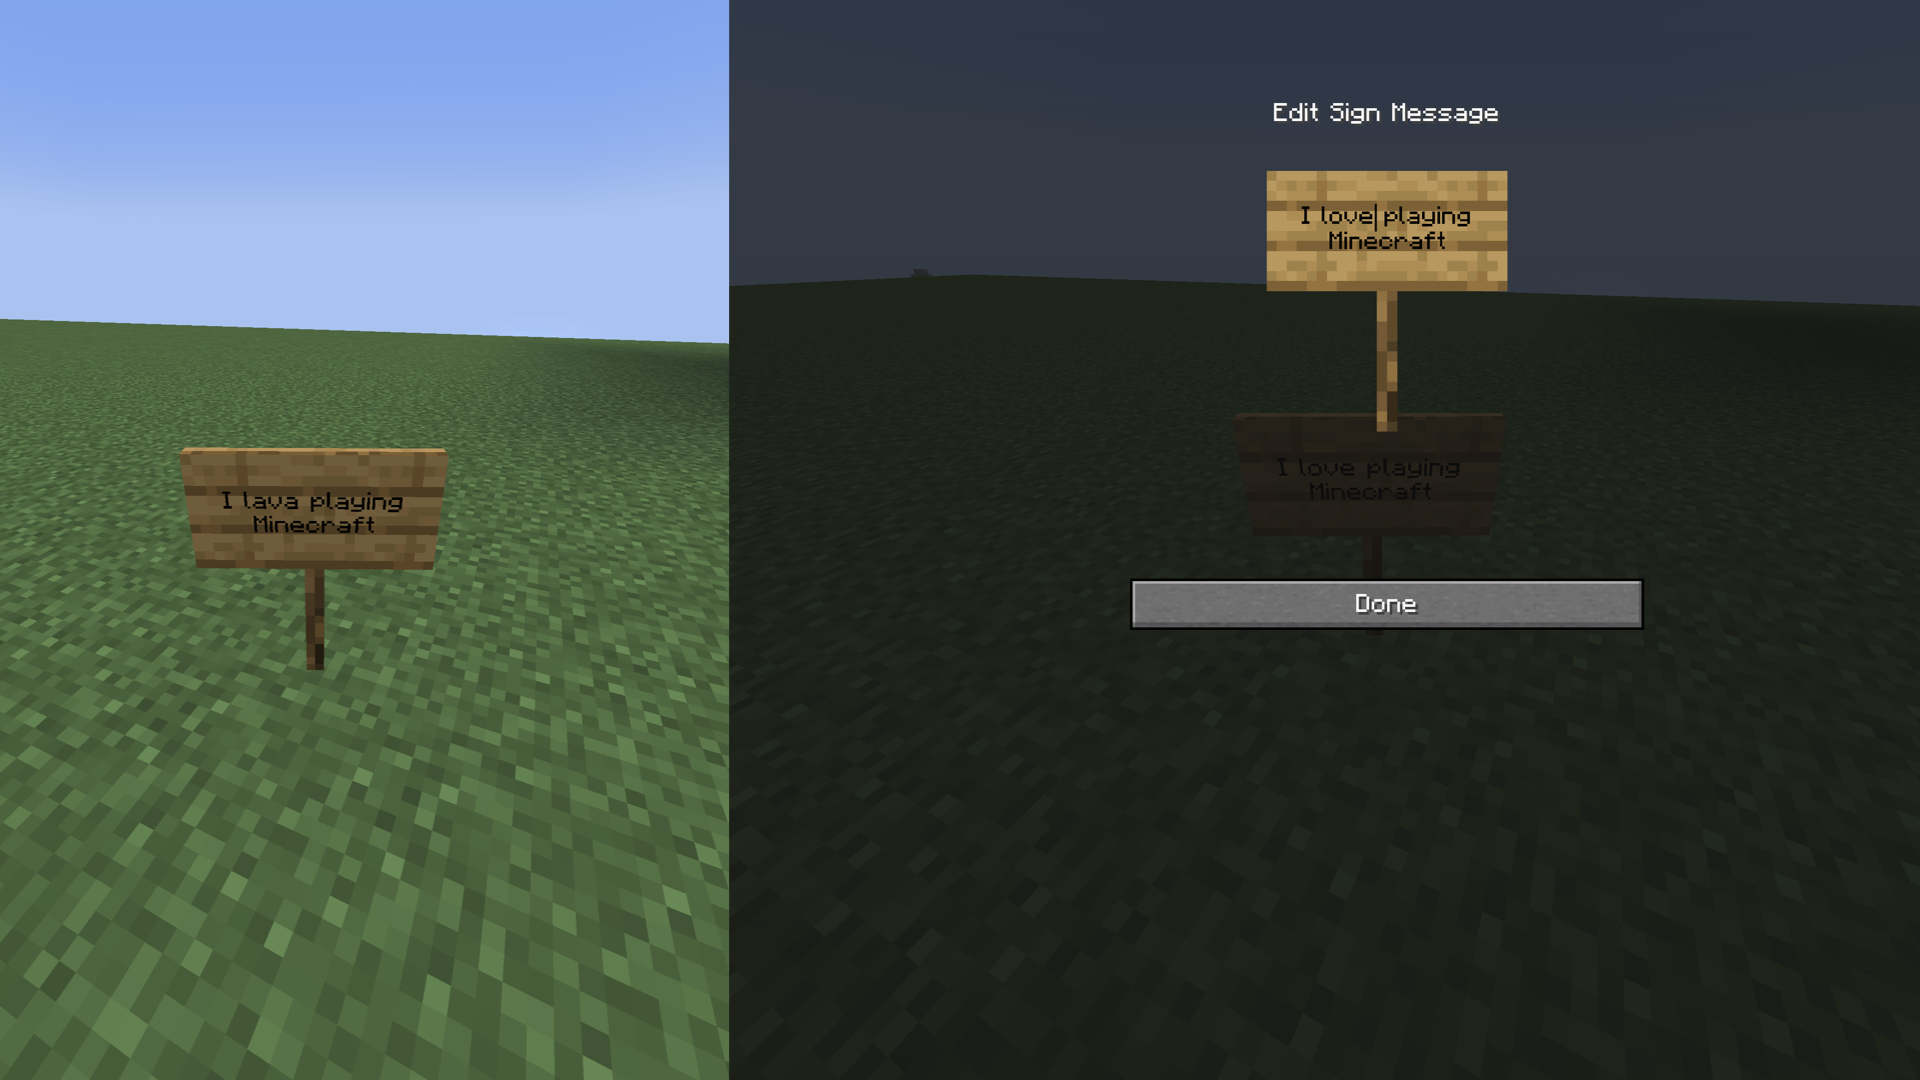 I lava playing
Minecraft
Edit Sign Message
I love playing
Minecraft
I love playing
Minecraft
Done